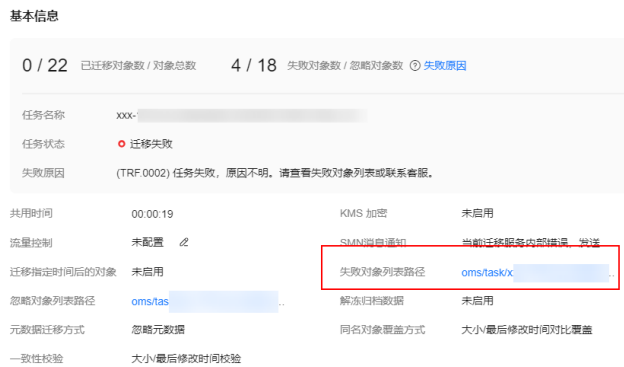 基本信息
0 / 22 已迁移对象数 / 对象总数 4 / 18 失败对象数 / 忽略对象数 ? 失败原因
任务名称 xxx-
任务状态 迁移失败
失败原因 (TRF.0002) 任务失败，原因不明。请查看失败对象列表或联系客服。
共用时间 00:00:19 KMS 加密 未启用
流量控制 未配置 SMN消息通知 当前迁移服务内部错误，发送
迁移指定时间后的对象 未启用 失败对象列表路径 oms/task/x ..
忽略对象列表路径 oms/tas .. 解冻归档数据 未启用
元数据迁移方式 忽略元数据 同名对象覆盖方式 大小/最后修改时间对比覆盖
一致性校验 大小/最后修改时间校验